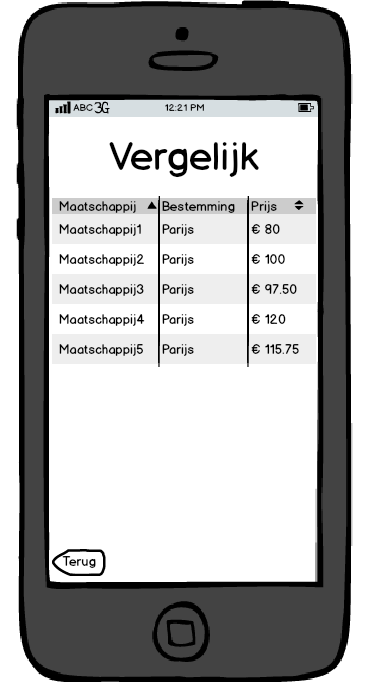 ABC 3G 12:21 PM
Vergelijk
Maatschappij Bestemming Prijs
Maatschappij1 Parijs € 80
Maatschappij2 Parijs € 100
Maatschappij3 Parijs € 97.50
Maatschappij4 Parijs € 120
Maatschappij5 Parijs € 115.75
Terug